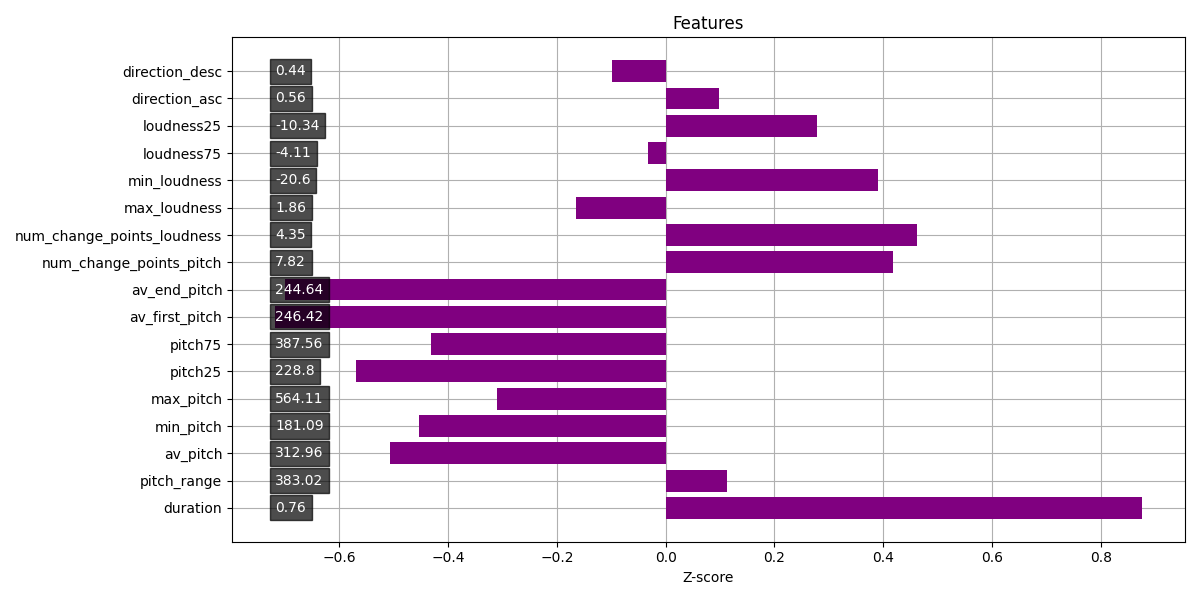 Features
direction_desc 0.44
direction_asc 0.56
loudness25 -10.34
loudness75 -4.11
min_loudness -20.6
max_loudness 1.86
num_change_points_loudness 4.35
num_change_points_pitch 7.82
av_end_pitch 244.64
av_first_pitch 246.42
pitch75 387.56
pitch25 228.8
max_pitch 564.11
min_pitch 181.09
av_pitch 312.96
pitch_range 383.02
duration 0.76
−0.6 −0.4 −0.2 0.0 0.2 0.4 0.6 0.8
Z-score